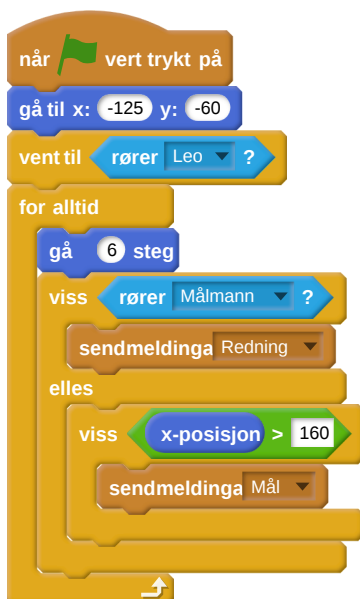 når vert trykt på
gå til x: -125 y: -60
vent til rører Leo ?
for alltid
gå 6 steg
viss rører Målmann ?
sendmeldinga Redning
elles
viss x-posisjon > 160
sendmeldinga Mål